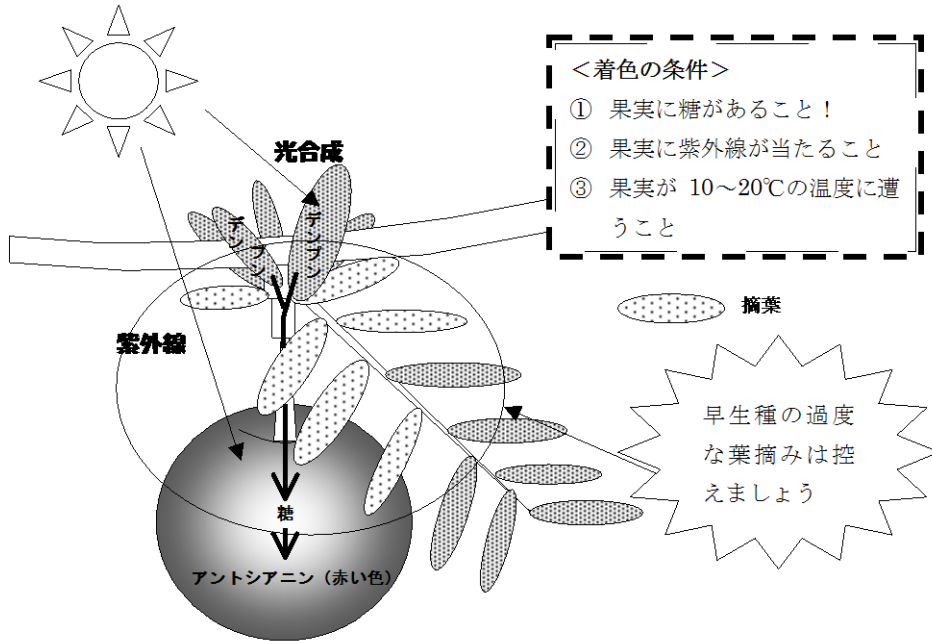 ＜着色の条件＞
① 果実に糖があること！
② 果実に紫外線が当たること
③ 果実が 10～20℃の温度に遭
うこと
光合成
デンプン
デンプン
摘葉
紫外線
早生種の過度
な葉摘みは控
えましょう
糖
アントシアニン（赤い色）